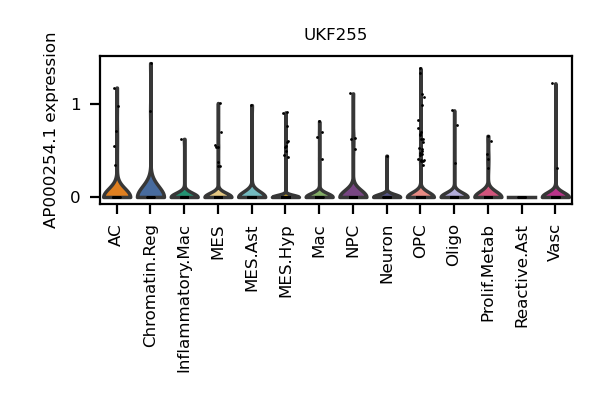 UKF255
AP000254.1 expression
1
0
AC
Chromatin.Reg
Inflammatory.Mac
MES
MES.Ast
MES.Hyp
Mac
NPC
Neuron
OPC
Oligo
Prolif.Metab
Reactive.Ast
Vasc